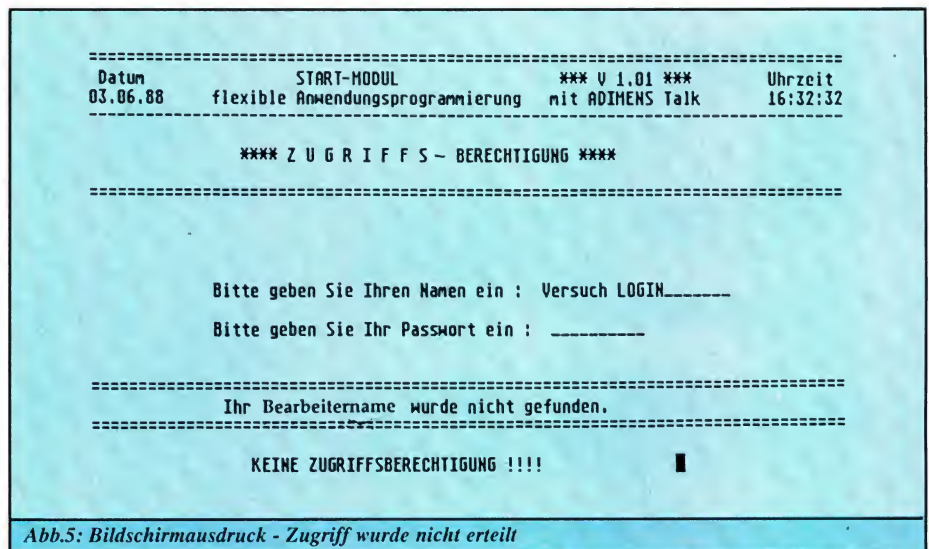 ================================================================================
Datum START-MODUL *** V 1.01 *** Uhrzeit
03.06.88 flexible Anwendungsprogrammierung mit ADIMENS Talk 16:32:32
--------------------------------------------------------------------------------
**** Z U G R I F F S - BERECHTIGUNG ****
================================================================================
Bitte geben Sie Ihren Namen ein : Versuch LOGIN_______
Bitte geben Sie Ihr Passwort ein : __________
================================================================================
Ihr Bearbeitername wurde nicht gefunden.
================================================================================
KEINE ZUGRIFFSBERECHTIGUNG !!!!
Abb.5: Bildschirmausdruck - Zugriff wurde nicht erteilt